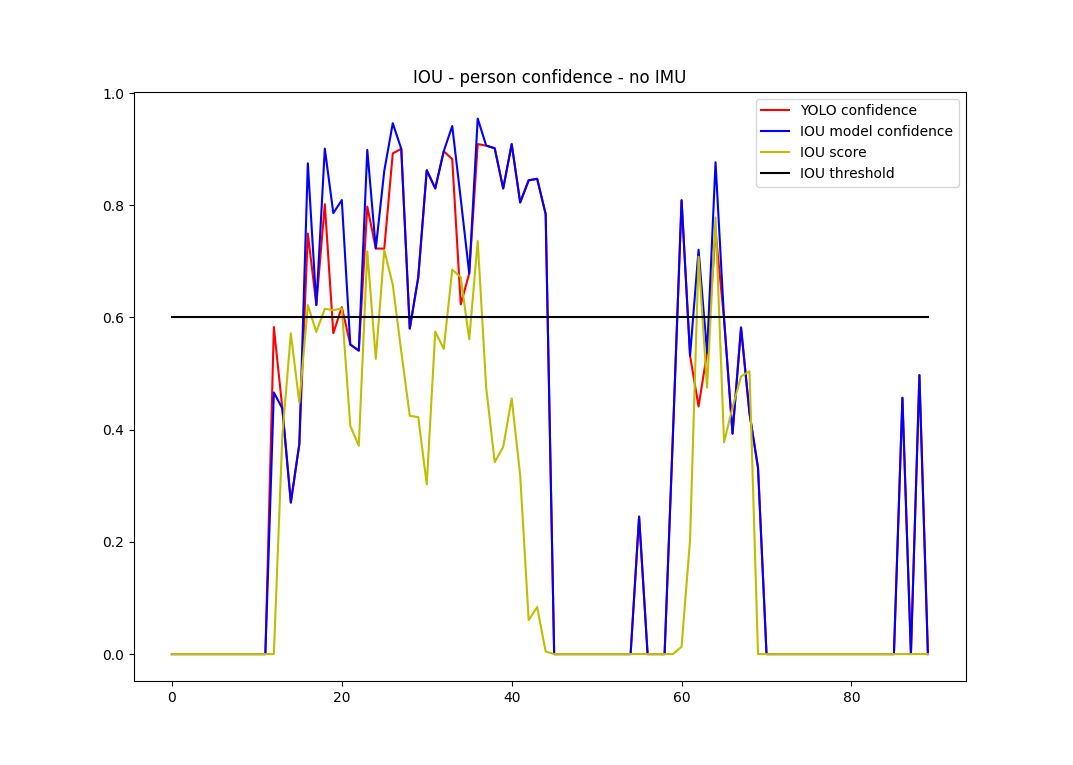 IOU - person confidence - no IMU
1.0
0.8
0.6
0.4
0.2
0.0
YOLO confidence
IOU model confidence
IOU score
IOU threshold
0 20 40 60 80